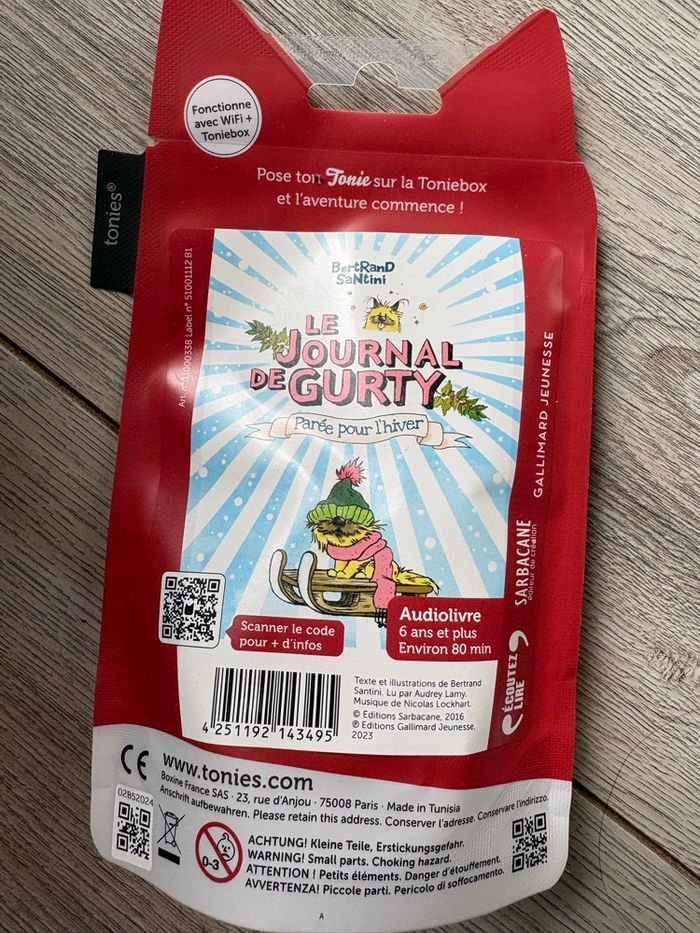 Fonctionne
avec WiFi +
Toniebox
tonies®
Pose ton Tonie sur la Toniebox
et l'aventure commence !
Art. n° 11000338 Label n° 51001112 B1
BertRanD
SaNtini
LE
JOURNAL
DE GURTY
Parée pour l'hiver
GALLIMARD JEUNESSE
SARBACANE
ÉCOUTEZ
LIRE
Scanner le code
pour + d'infos
Audiolivre
6 ans et plus
Environ 80 min
4 251192 143495
Texte et illustrations de Bertrand
Santini. Lu par Audrey Lamy.
Musique de Nicolas Lockhart.
© Editions Sarbacane, 2016
℗ Editions Gallimard Jeunesse,
2023
CE
www.tonies.com
Boxine France SAS · 23, rue d'Anjou · 75008 Paris · Made in Tunisia
Anschrift aufbewahren. Please retain this address. Conserver l'adresse. Conservare l'indirizzo.
02B52024
0-3
ACHTUNG! Kleine Teile, Erstickungsgefahr.
WARNING! Small parts. Choking hazard.
ATTENTION ! Petits éléments. Danger d'étouffement.
AVVERTENZA! Piccole parti. Pericolo di soffocamento.
A